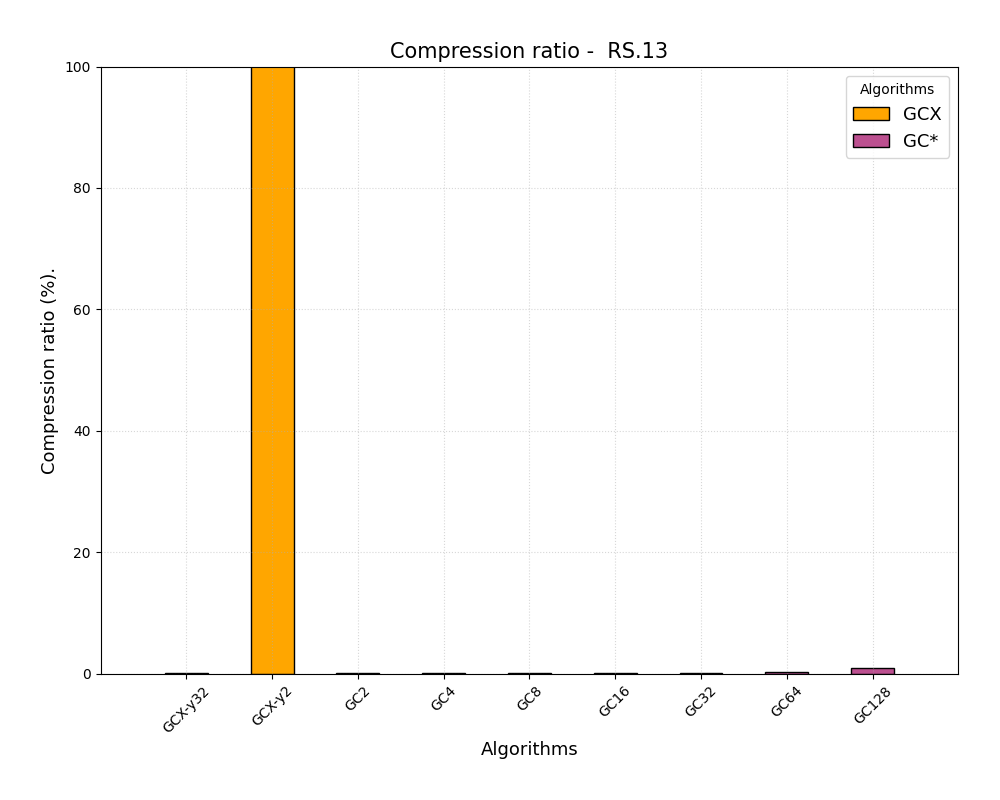 Compression ratio -  RS.13
Algorithms
GCX
GC*
Compression ratio (%).
100
80
60
40
20
0
GCX-y32
GCX-y2
GC2
GC4
GC8
GC16
GC32
GC64
GC128
Algorithms